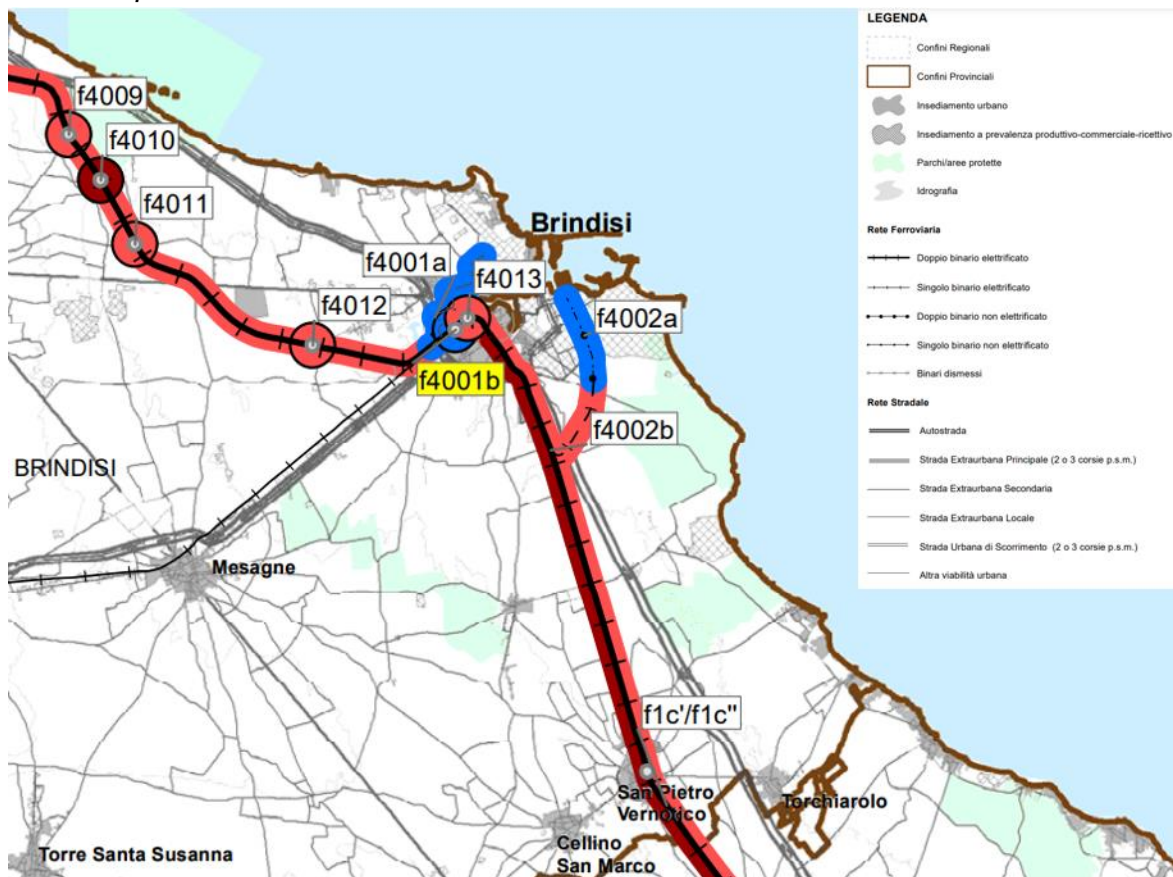 f4009
f4010
f4011
f4001a
Brindisi
f4013
f4012
f4002a
f4001b
f4002b
BRINDISI
Mesagne
f1c'/f1c''
San Pietro
Vernotico
Torchiarolo
Cellino
San Marco
Torre Santa Susanna
LEGENDA
Confini Regionali
Confini Provinciali
Insediamento urbano
Insediamento a prevalenza produttivo-commerciale-ricettivo
Parchi/aree protette
Idrografia
Rete Ferroviaria
Doppio binario elettrificato
Singolo binario elettrificato
Doppio binario non elettrificato
Singolo binario non elettrificato
Binari dismessi
Rete Stradale
Autostrada
Strada Extraurbana Principale (2 o 3 corsie p.s.m.)
Strada Extraurbana Secondaria
Strada Extraurbana Locale
Strada Urbana di Scorrimento (2 o 3 corsie p.s.m.)
Altra viabilità urbana